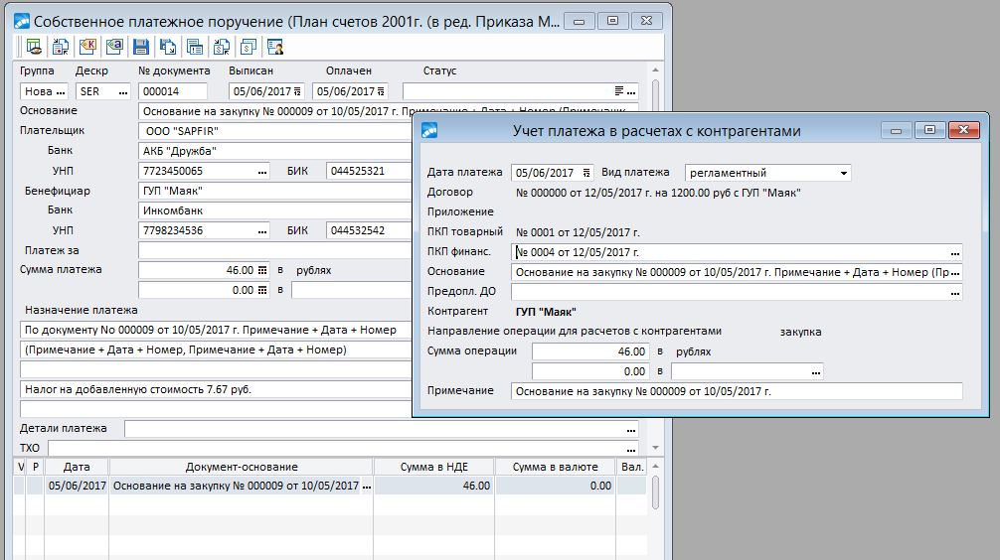 Собственное платежное поручение (План счетов 2001г. (в ред. Приказа М...
Группа Дескр № документа Выписан Оплачен Статус
Нова ... SER ... 000014 05/06/2017 05/06/2017 ...
Основание Основание на закупку № 000009 от 10/05/2017 г. Примечание + Дата + Номер (Примечание
Плательщик ООО "SAPFIR"
Банк АКБ "Дружба"
УНП 7723450065 ... БИК 044525321
Бенефициар ГУП "Маяк"
Банк Инкомбанк
УНП 7798234536 ... БИК 044532542
Платеж за
Сумма платежа 46.00 в рублях
0.00 в
Назначение платежа
По документу No 000009 от 10/05/2017 г. Примечание + Дата + Номер
(Примечание + Дата + Номер, Примечание + Дата + Номер)
Налог на добавленную стоимость 7.67 руб.
Детали платежа ...
ТХО ...
V Р Дата Документ-основание Сумма в НДЕ Сумма в валюте Вал.
05/06/2017 Основание на закупку № 000009 от 10/05/2017 ... 46.00 0.00
Учет платежа в расчетах с контрагентами
Дата платежа 05/06/2017 Вид платежа регламентный
Договор № 000000 от 12/05/2017 г. на 1200.00 руб с ГУП "Маяк"
Приложение
ПКП товарный № 0001 от 12/05/2017 г.
ПКП финанс. № 0004 от 12/05/2017 г. ...
Основание Основание на закупку № 000009 от 10/05/2017 г. Примечание + Дата + Номер (Пр ...
Предопл. ДО ...
Контрагент ГУП "Маяк"
Направление операции для расчетов с контрагентами закупка
Сумма операции 46.00 в рублях
0.00 в ...
Примечание Основание на закупку № 000009 от 10/05/2017 г.